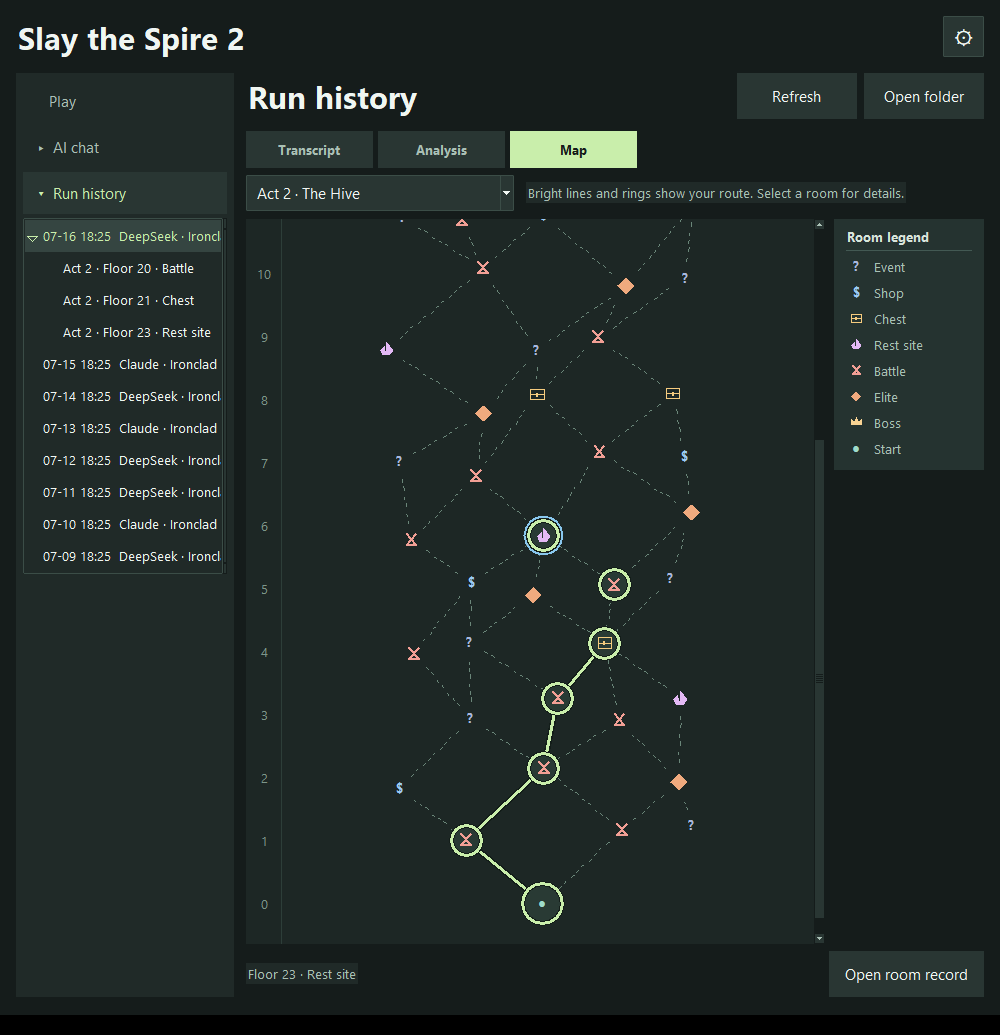 Slay the Spire 2
Play
AI chat
Run history
07-16 18:25 DeepSeek · Ironcl
Act 2 · Floor 20 · Battle
Act 2 · Floor 21 · Chest
Act 2 · Floor 23 · Rest site
07-15 18:25 Claude · Ironclad
07-14 18:25 DeepSeek · Ironcl
07-13 18:25 Claude · Ironclad
07-12 18:25 DeepSeek · Ironcl
07-11 18:25 DeepSeek · Ironcl
07-10 18:25 Claude · Ironclad
07-09 18:25 DeepSeek · Ironcl
Run history
Refresh
Open folder
Transcript
Analysis
Map
Act 2 · The Hive
Bright lines and rings show your route. Select a room for details.
10
?
9
?
8
7
?
$
6
5
$
?
4
?
3
?
2
$
1
?
0
Room legend
? Event
$ Shop
Chest
Rest site
Battle
Elite
Boss
Start
Floor 23 · Rest site
Open room record